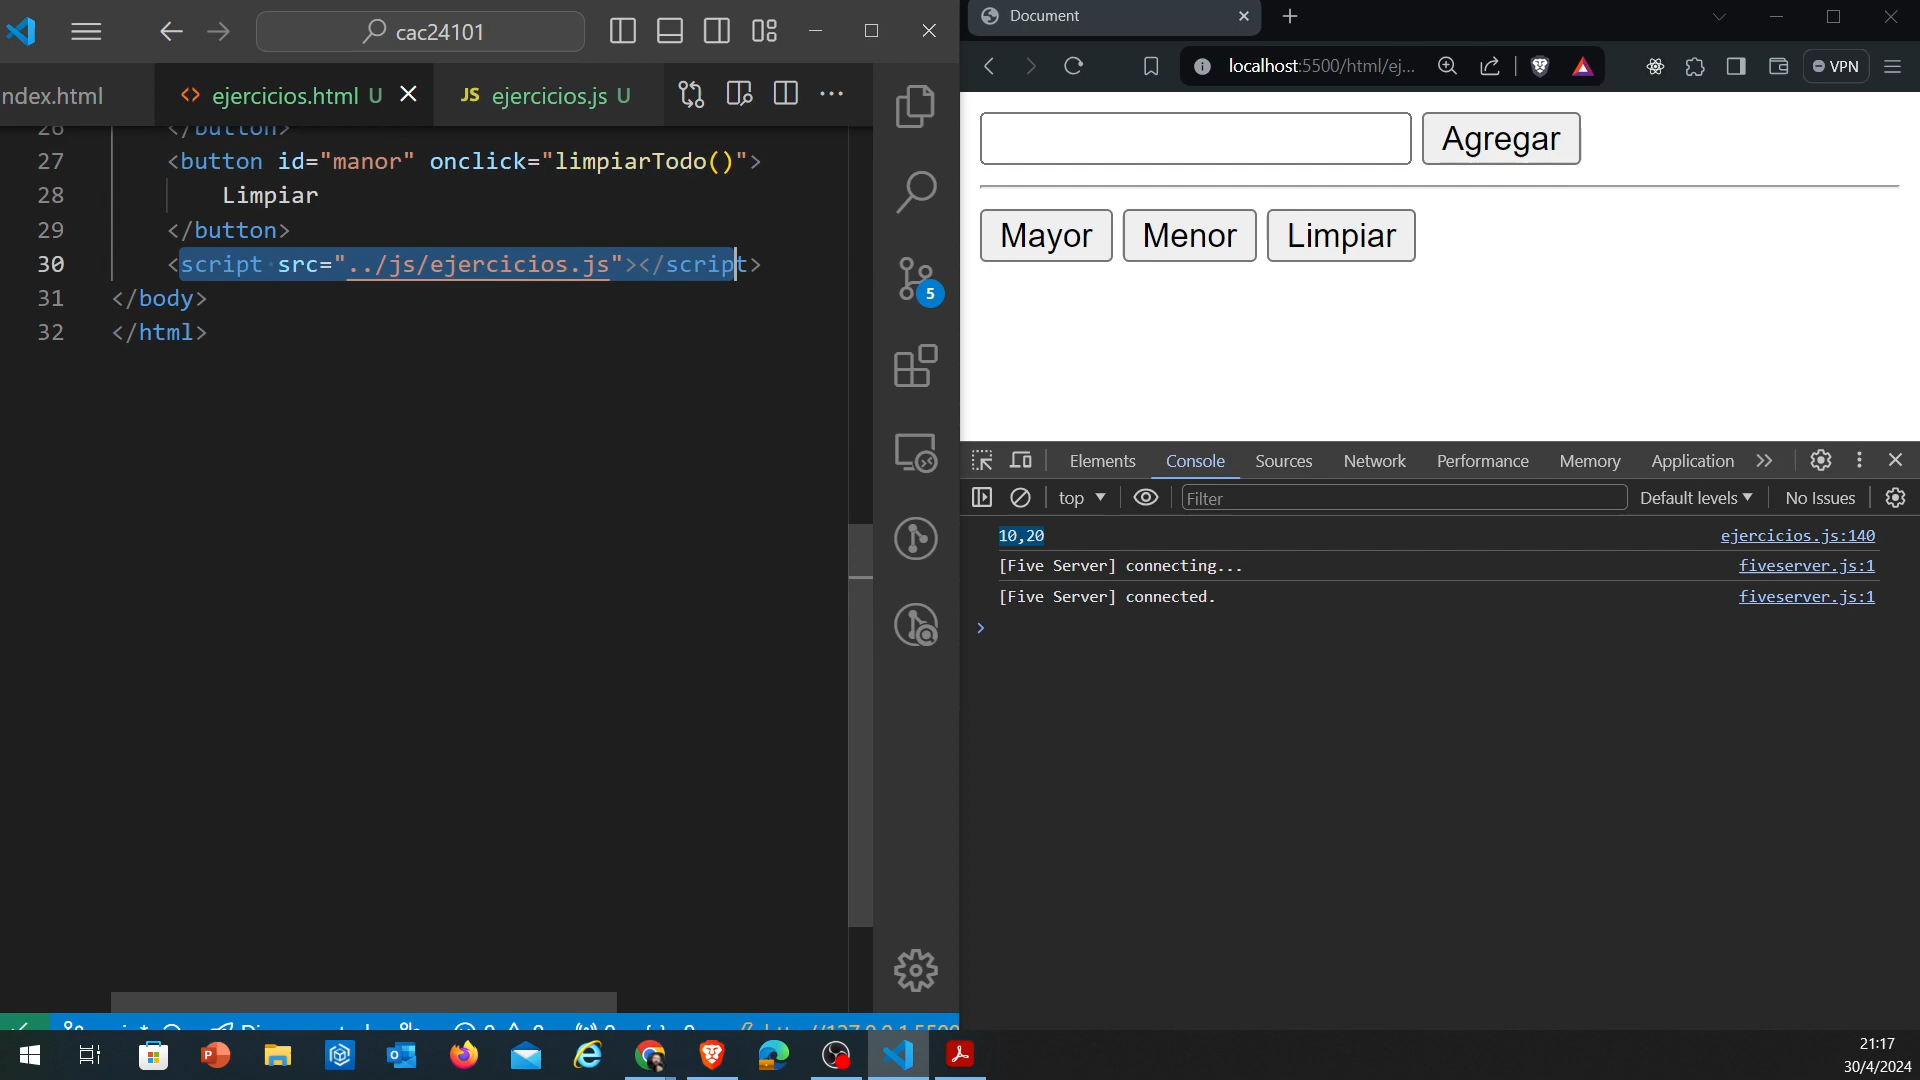 cac24101
ndex.html
ejercicios.html U
JS ejercicios.js U
26 </button>
27 <button id="manor" onclick="limpiarTodo()">
28 Limpiar
29 </button>
30 <script src="../js/ejercicios.js"></script>
31 </body>
32 </html>
5
Document
localhost:5500/html/ej...
VPN
Agregar
Mayor Menor Limpiar
Elements Console Sources Network Performance Memory Application
top Filter Default levels No Issues
10,20 ejercicios.js:140
[Five Server] connecting... fiveserver.js:1
[Five Server] connected. fiveserver.js:1
21:17
30/4/2024